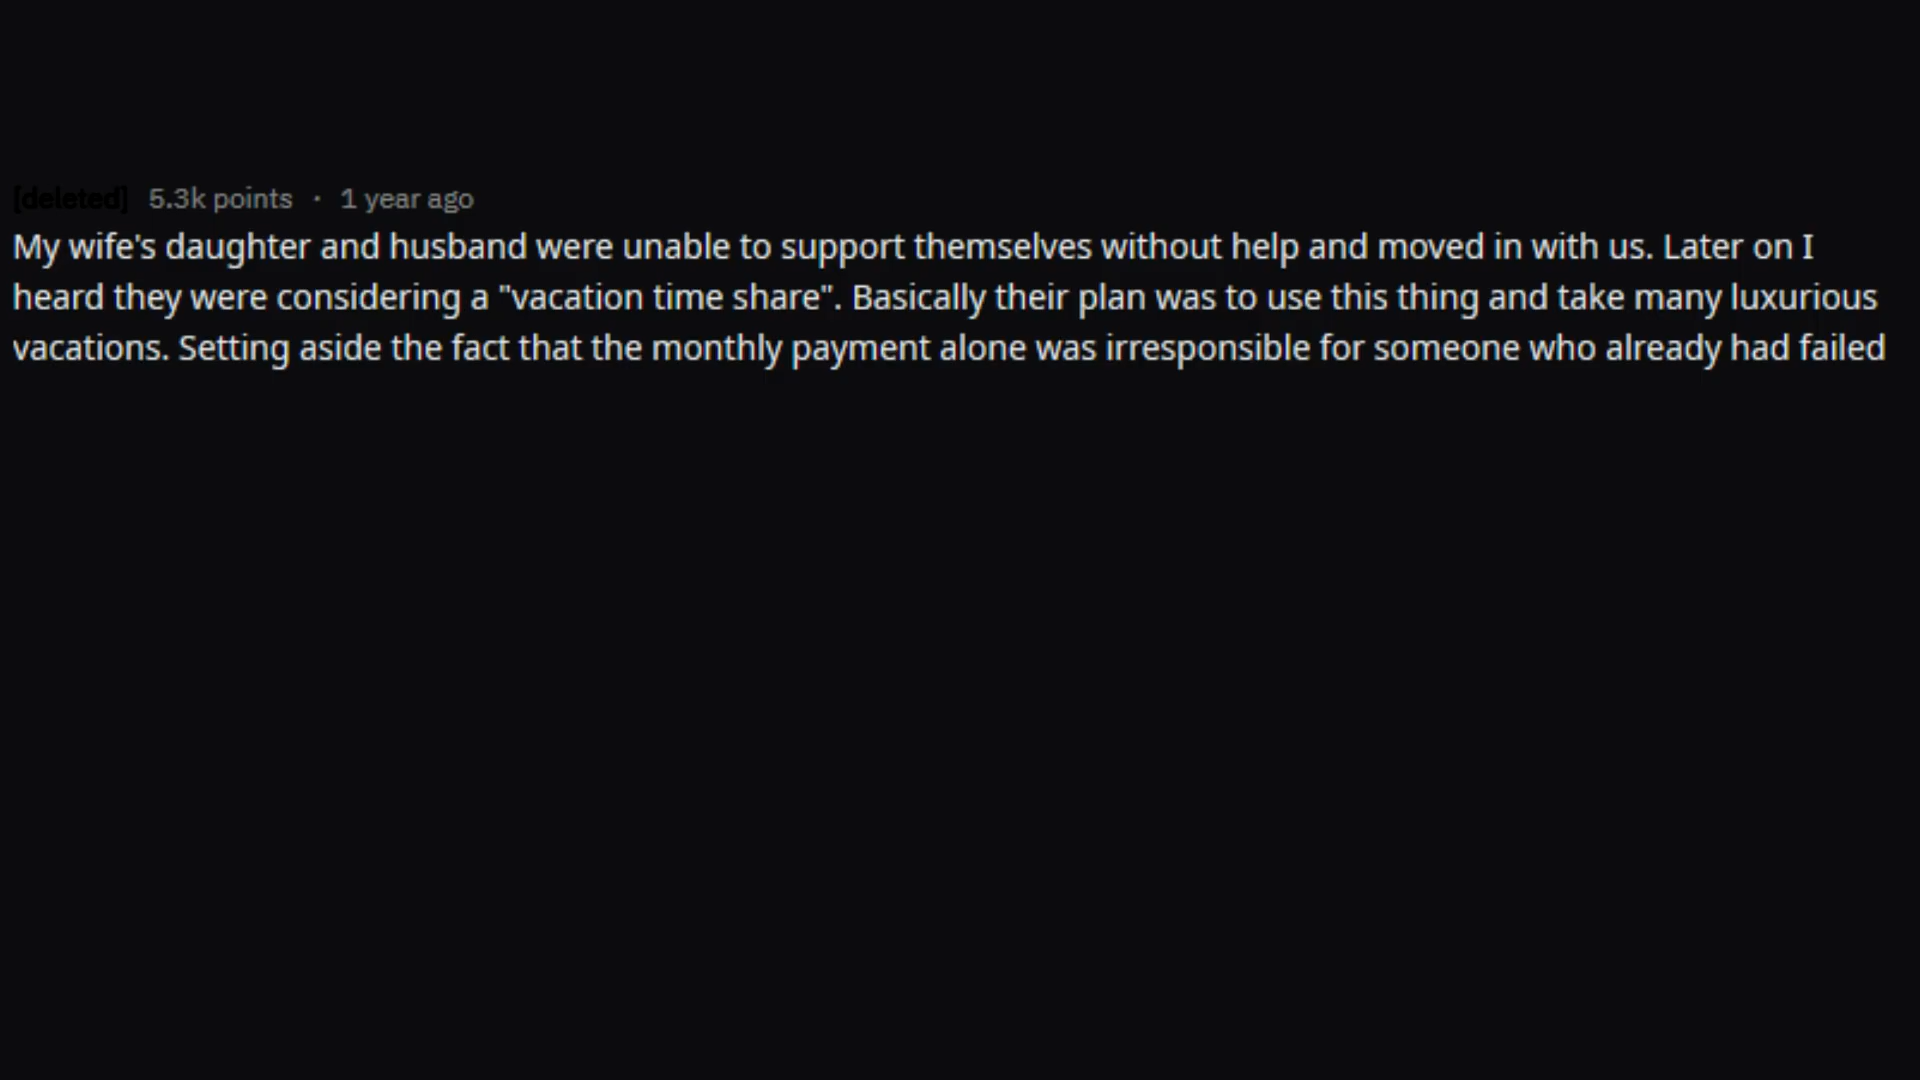 [deleted] 5.3k points · 1 year ago
My wife's daughter and husband were unable to support themselves without help and moved in with us. Later on I
heard they were considering a "vacation time share". Basically their plan was to use this thing and take many luxurious
vacations. Setting aside the fact that the monthly payment alone was irresponsible for someone who already had failed